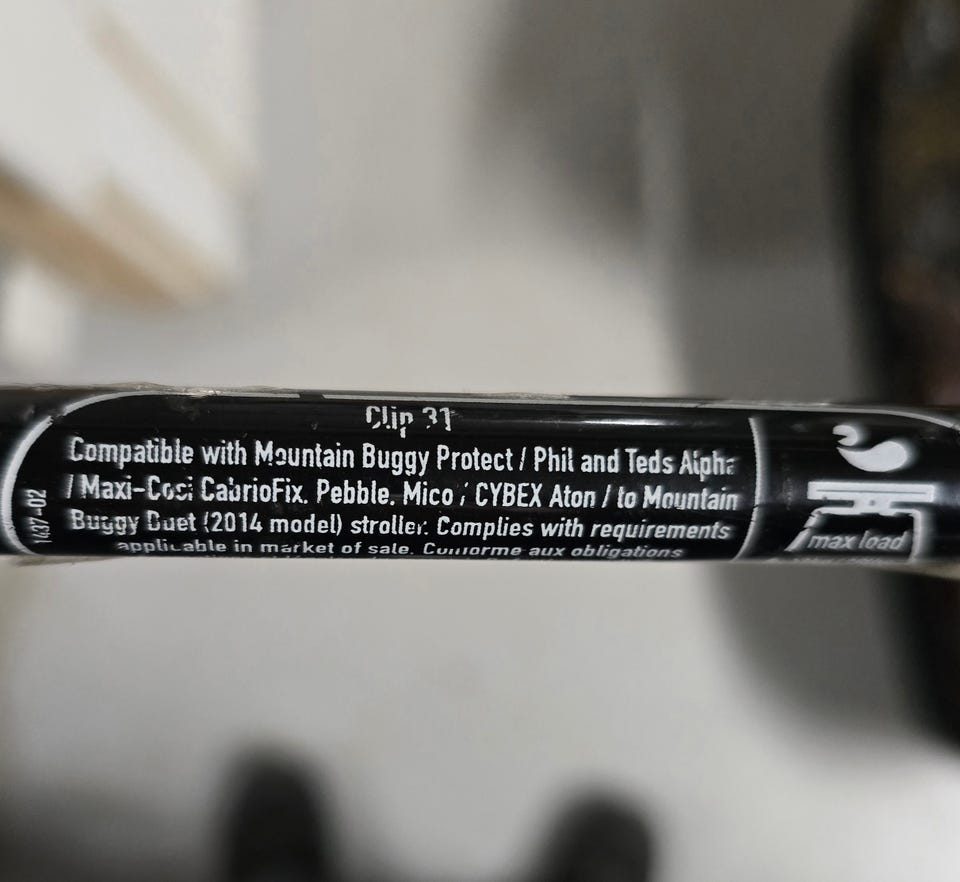 Clip 31
Compatible with Mountain Buggy Protect / Phil and Teds Alpha
/ Maxi-Cosi CabrioFix, Pebble, Mico / CYBEX Aton / to Mountain
Buggy Duet (2014 model) stroller. Complies with requirements
applicable in market of sale. Conforme aux obligations
1437-02
max load